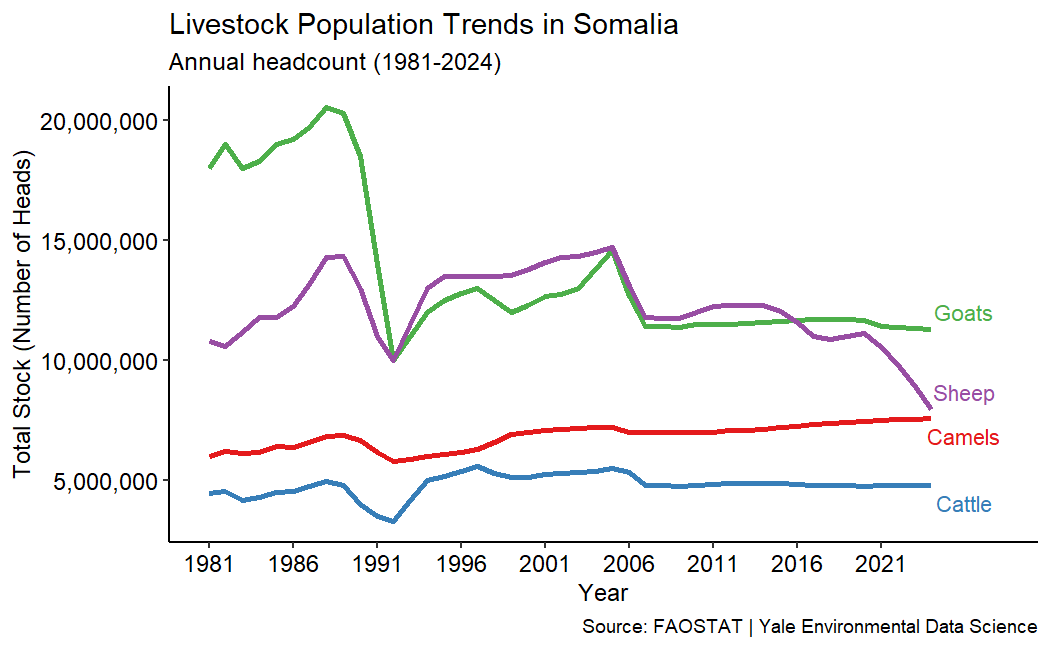 Livestock Population Trends in Somalia
Annual headcount (1981-2024)
Total Stock (Number of Heads)
20,000,000
15,000,000
10,000,000
5,000,000
Goats
Sheep
Camels
Cattle
1981 1986 1991 1996 2001 2006 2011 2016 2021
Year
Source: FAOSTAT | Yale Environmental Data Science